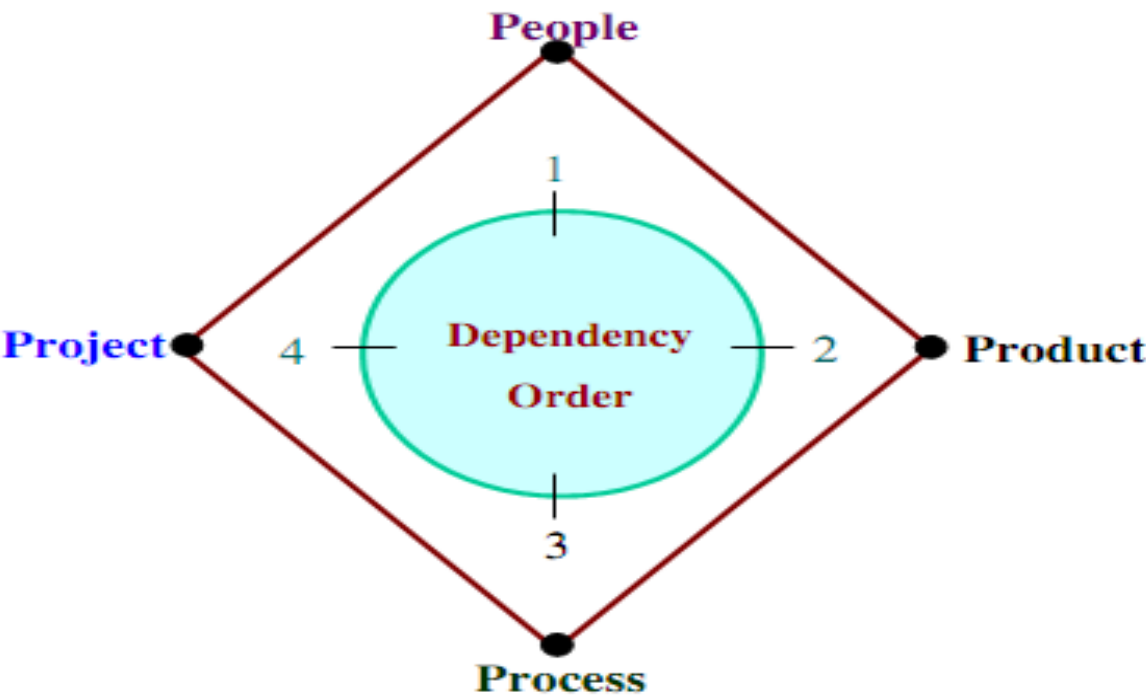 People
1
Project
4
Dependency
Order
2
Product
3
Process